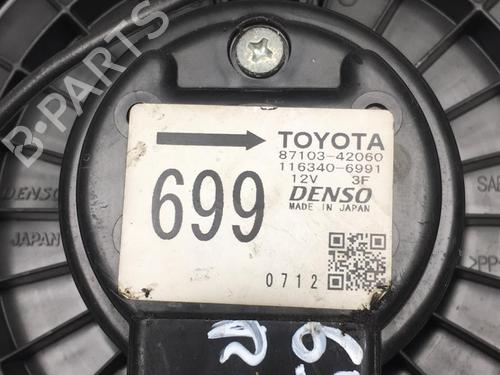 B-PARTS
TOYOTA
87103-42060
116340-6991
12V 3F
DENSO
MADE IN JAPAN
699
0712
DENSO
JAPAN